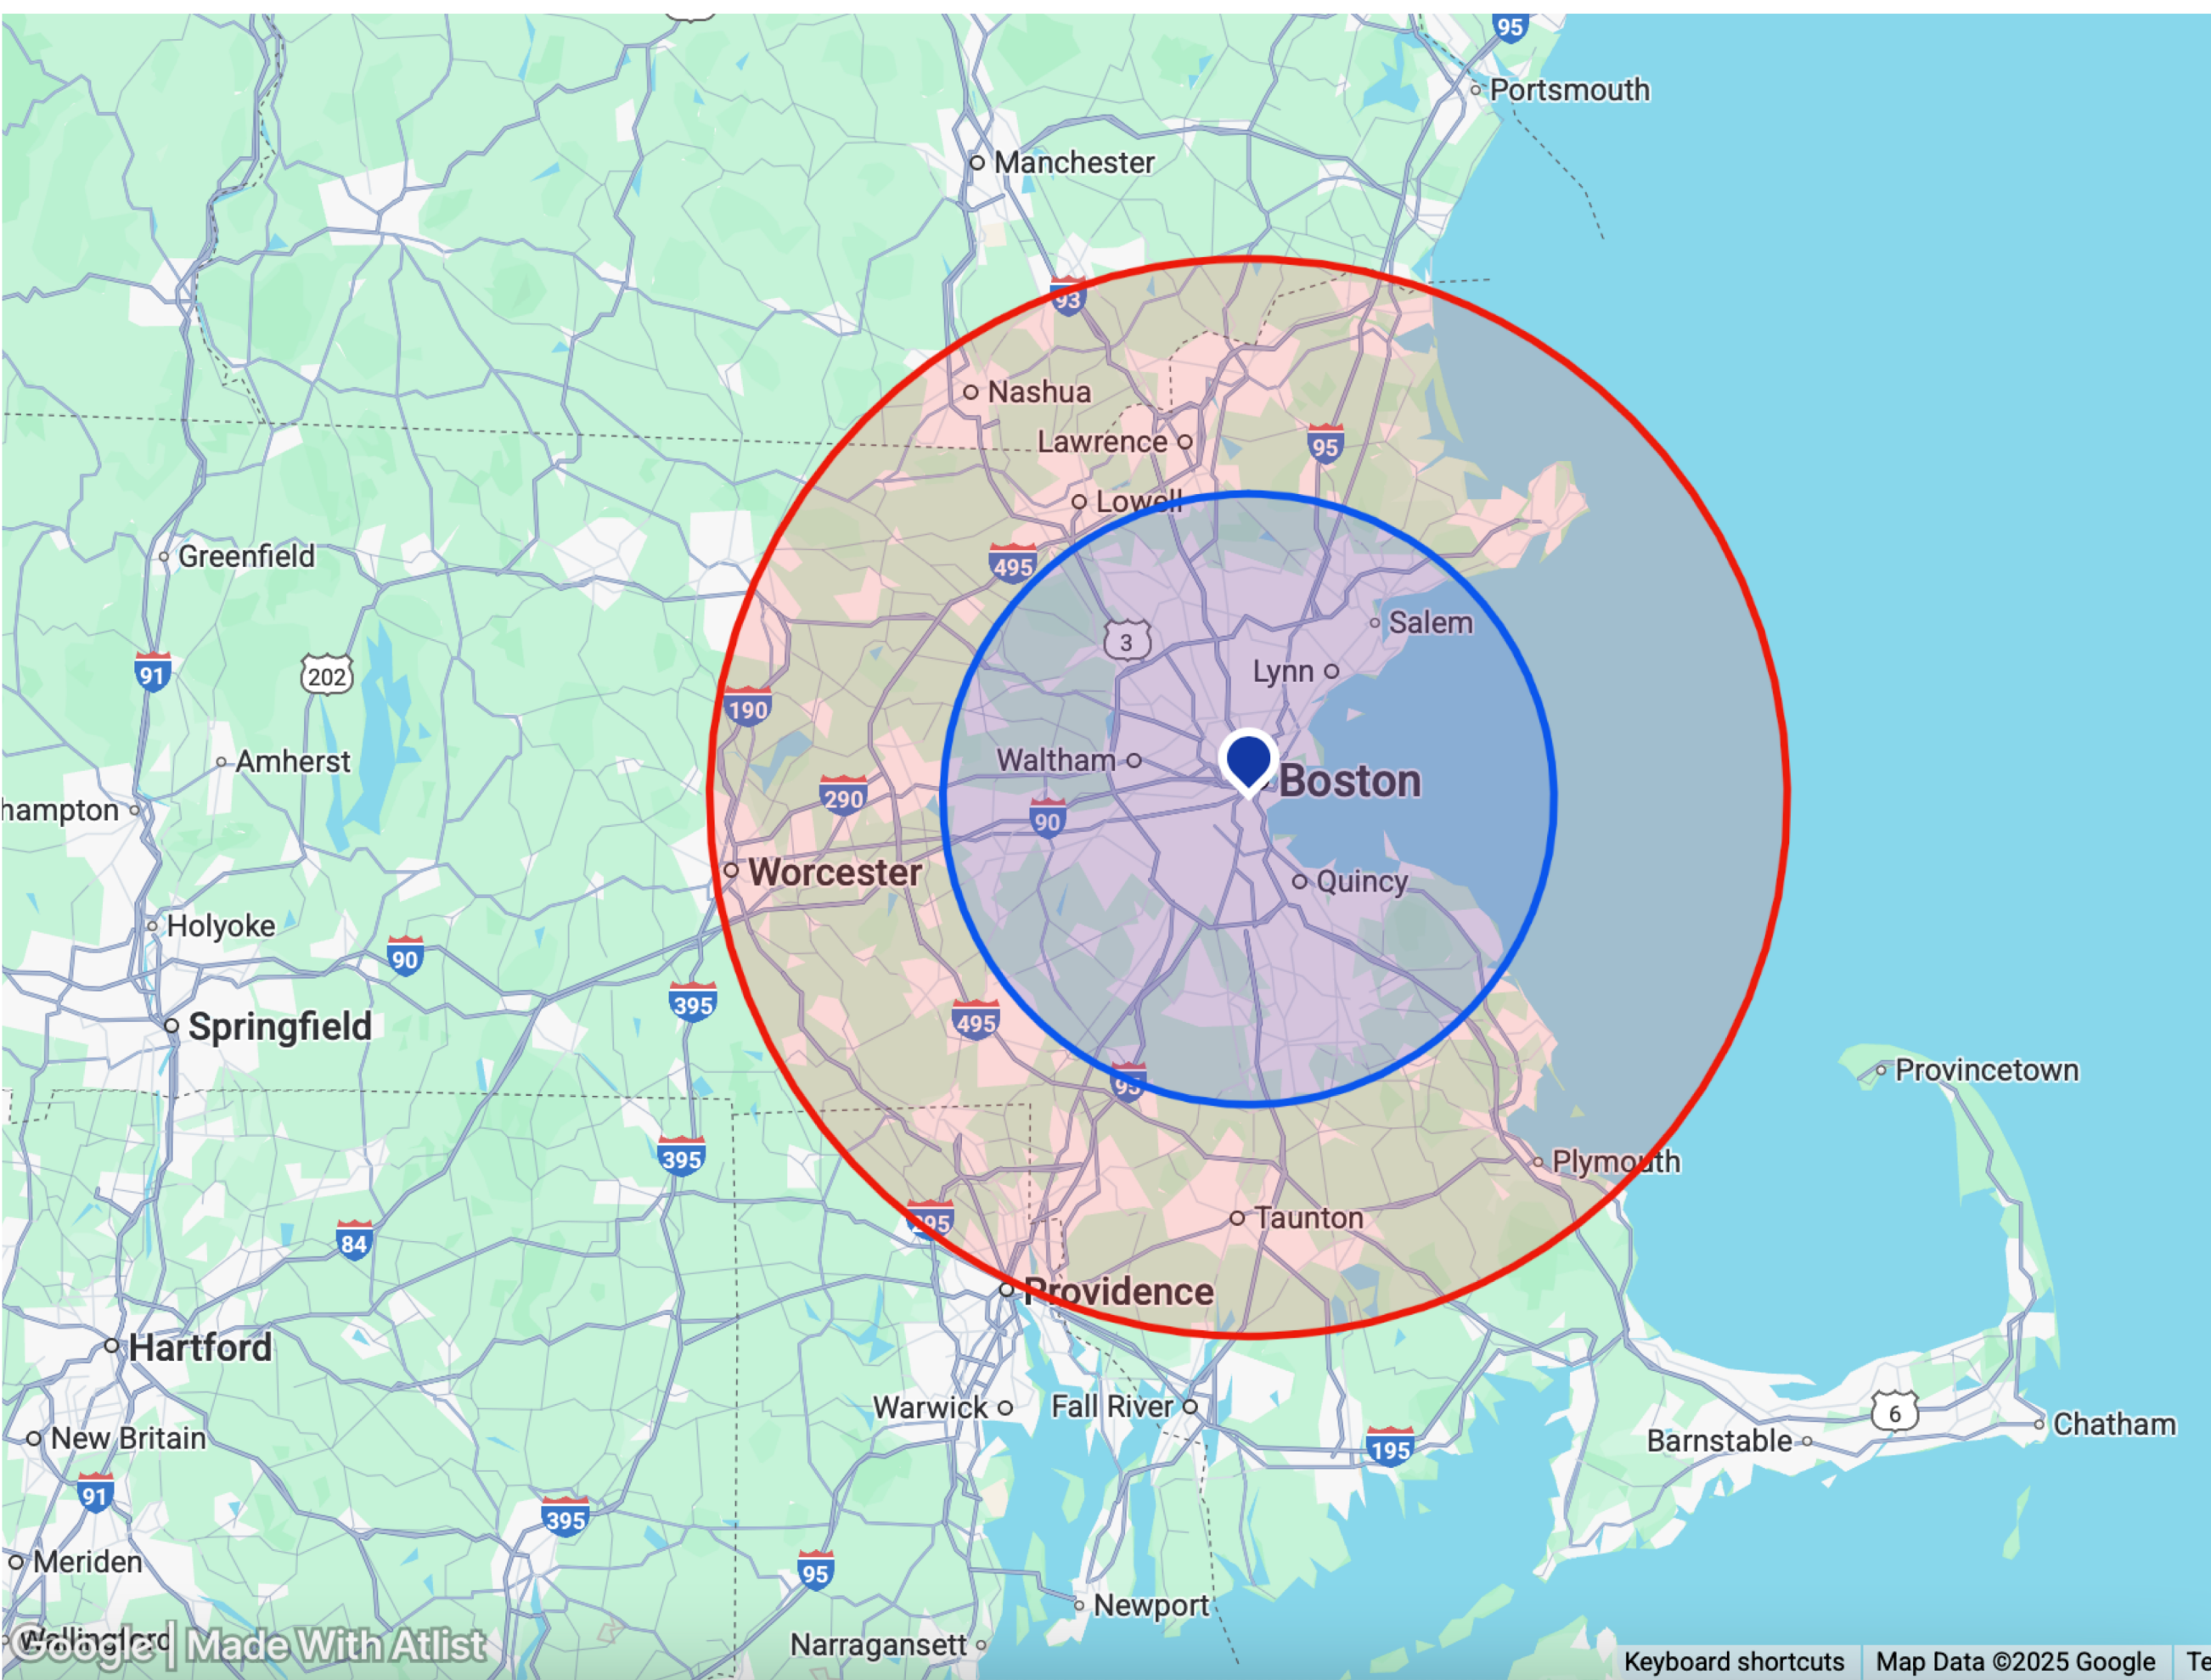 95
Portsmouth
Manchester
93
Nashua
Lawrence
95
Lowell
Greenfield
495
Salem
3
91
202
Lynn
190
Amherst
Waltham
Boston
290
hampton
90
Worcester
Quincy
Holyoke
90
395
495
Springfield
Provincetown
95
395
Plymouth
295
Taunton
84
Providence
Hartford
Warwick
Fall River
6
Chatham
New Britain
195
Barnstable
91
395
Meriden
95
Newport
Wallingford
Google | Made With Atlist
Narragansett
Keyboard shortcuts
Map Data ©2025 Google
Te